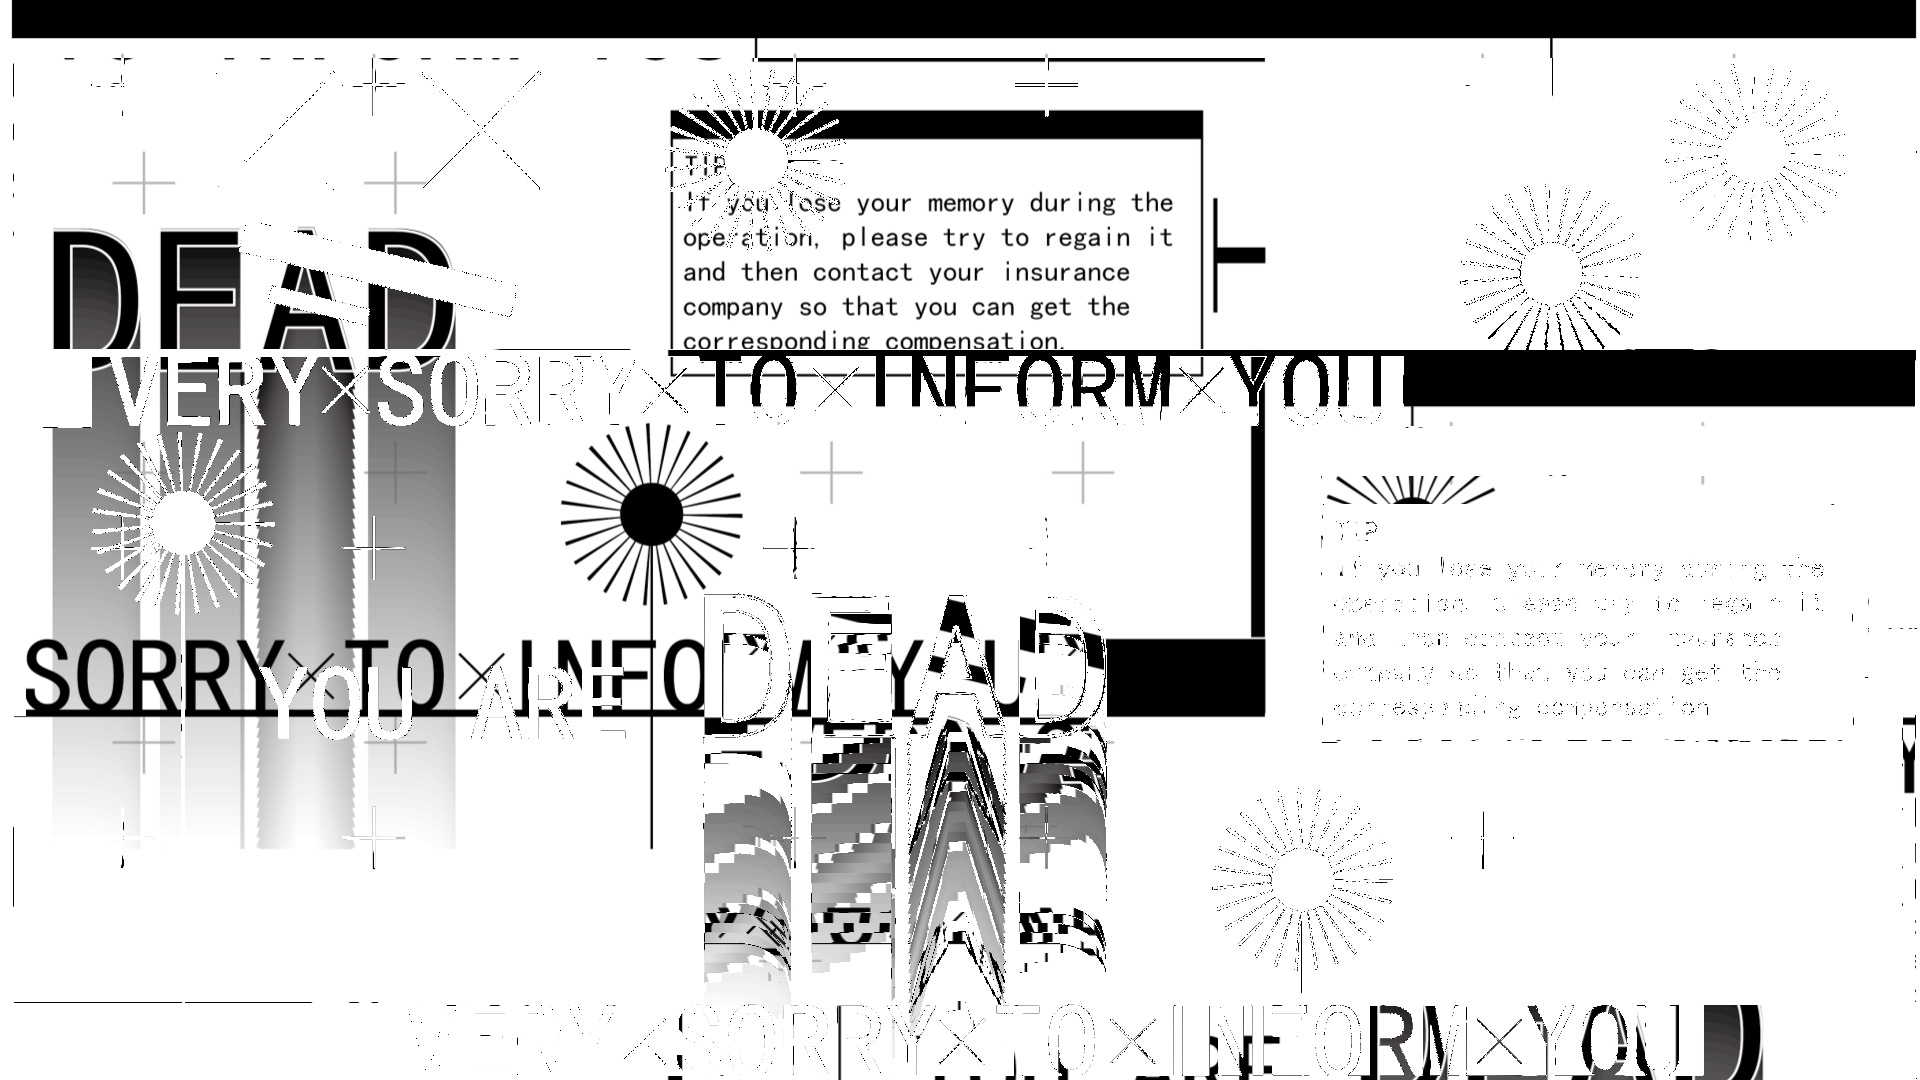 TIP
If you lose your memory during the
operation, please try to regain it
and then contact your insurance
company so that you can get the
corresponding compensation.
DEAD
VERY×SORRY×TO×INFORM×YOU
TIP
If you lose your memory during the
operation, please try to regain it
and then contact your insurance
company so that you can get the
corresponding compensation
SORRY×TO×INFORM YOU
YOU ARE DEAD
VERY×SORRY×TO×INFORM×YOU